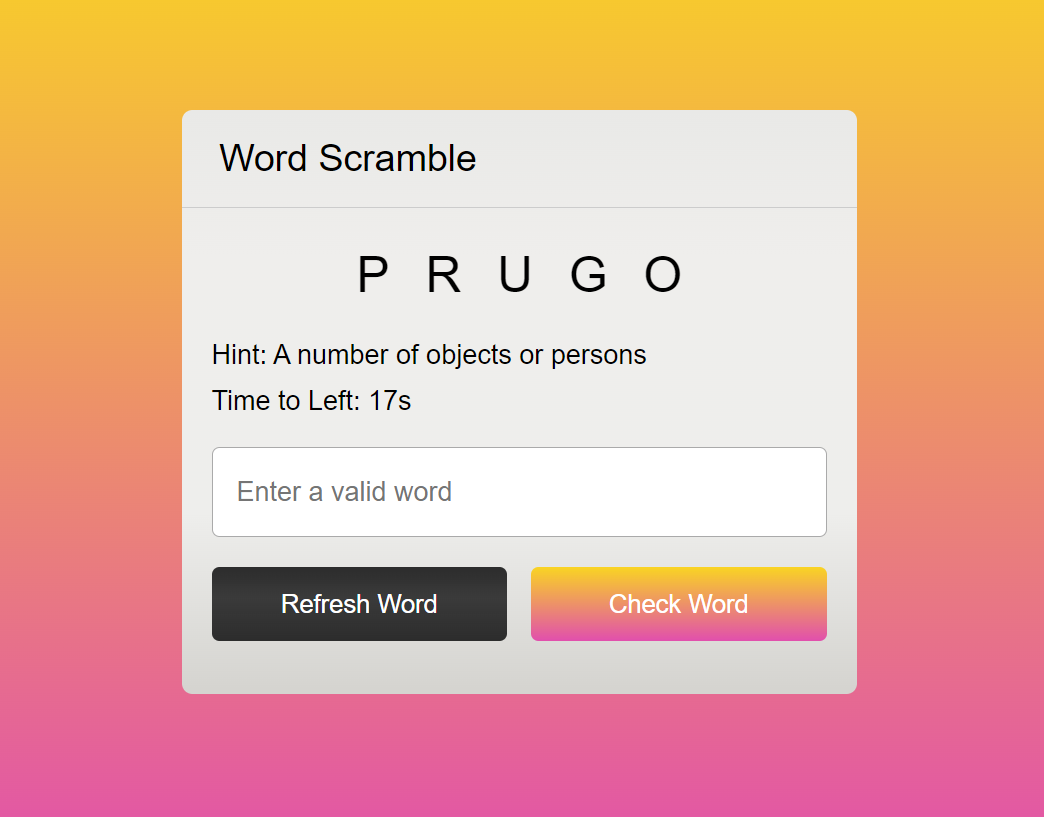 Word Scramble
P R U G O
Hint: A number of objects or persons
Time to Left: 17s
Enter a valid word
Refresh Word Check Word